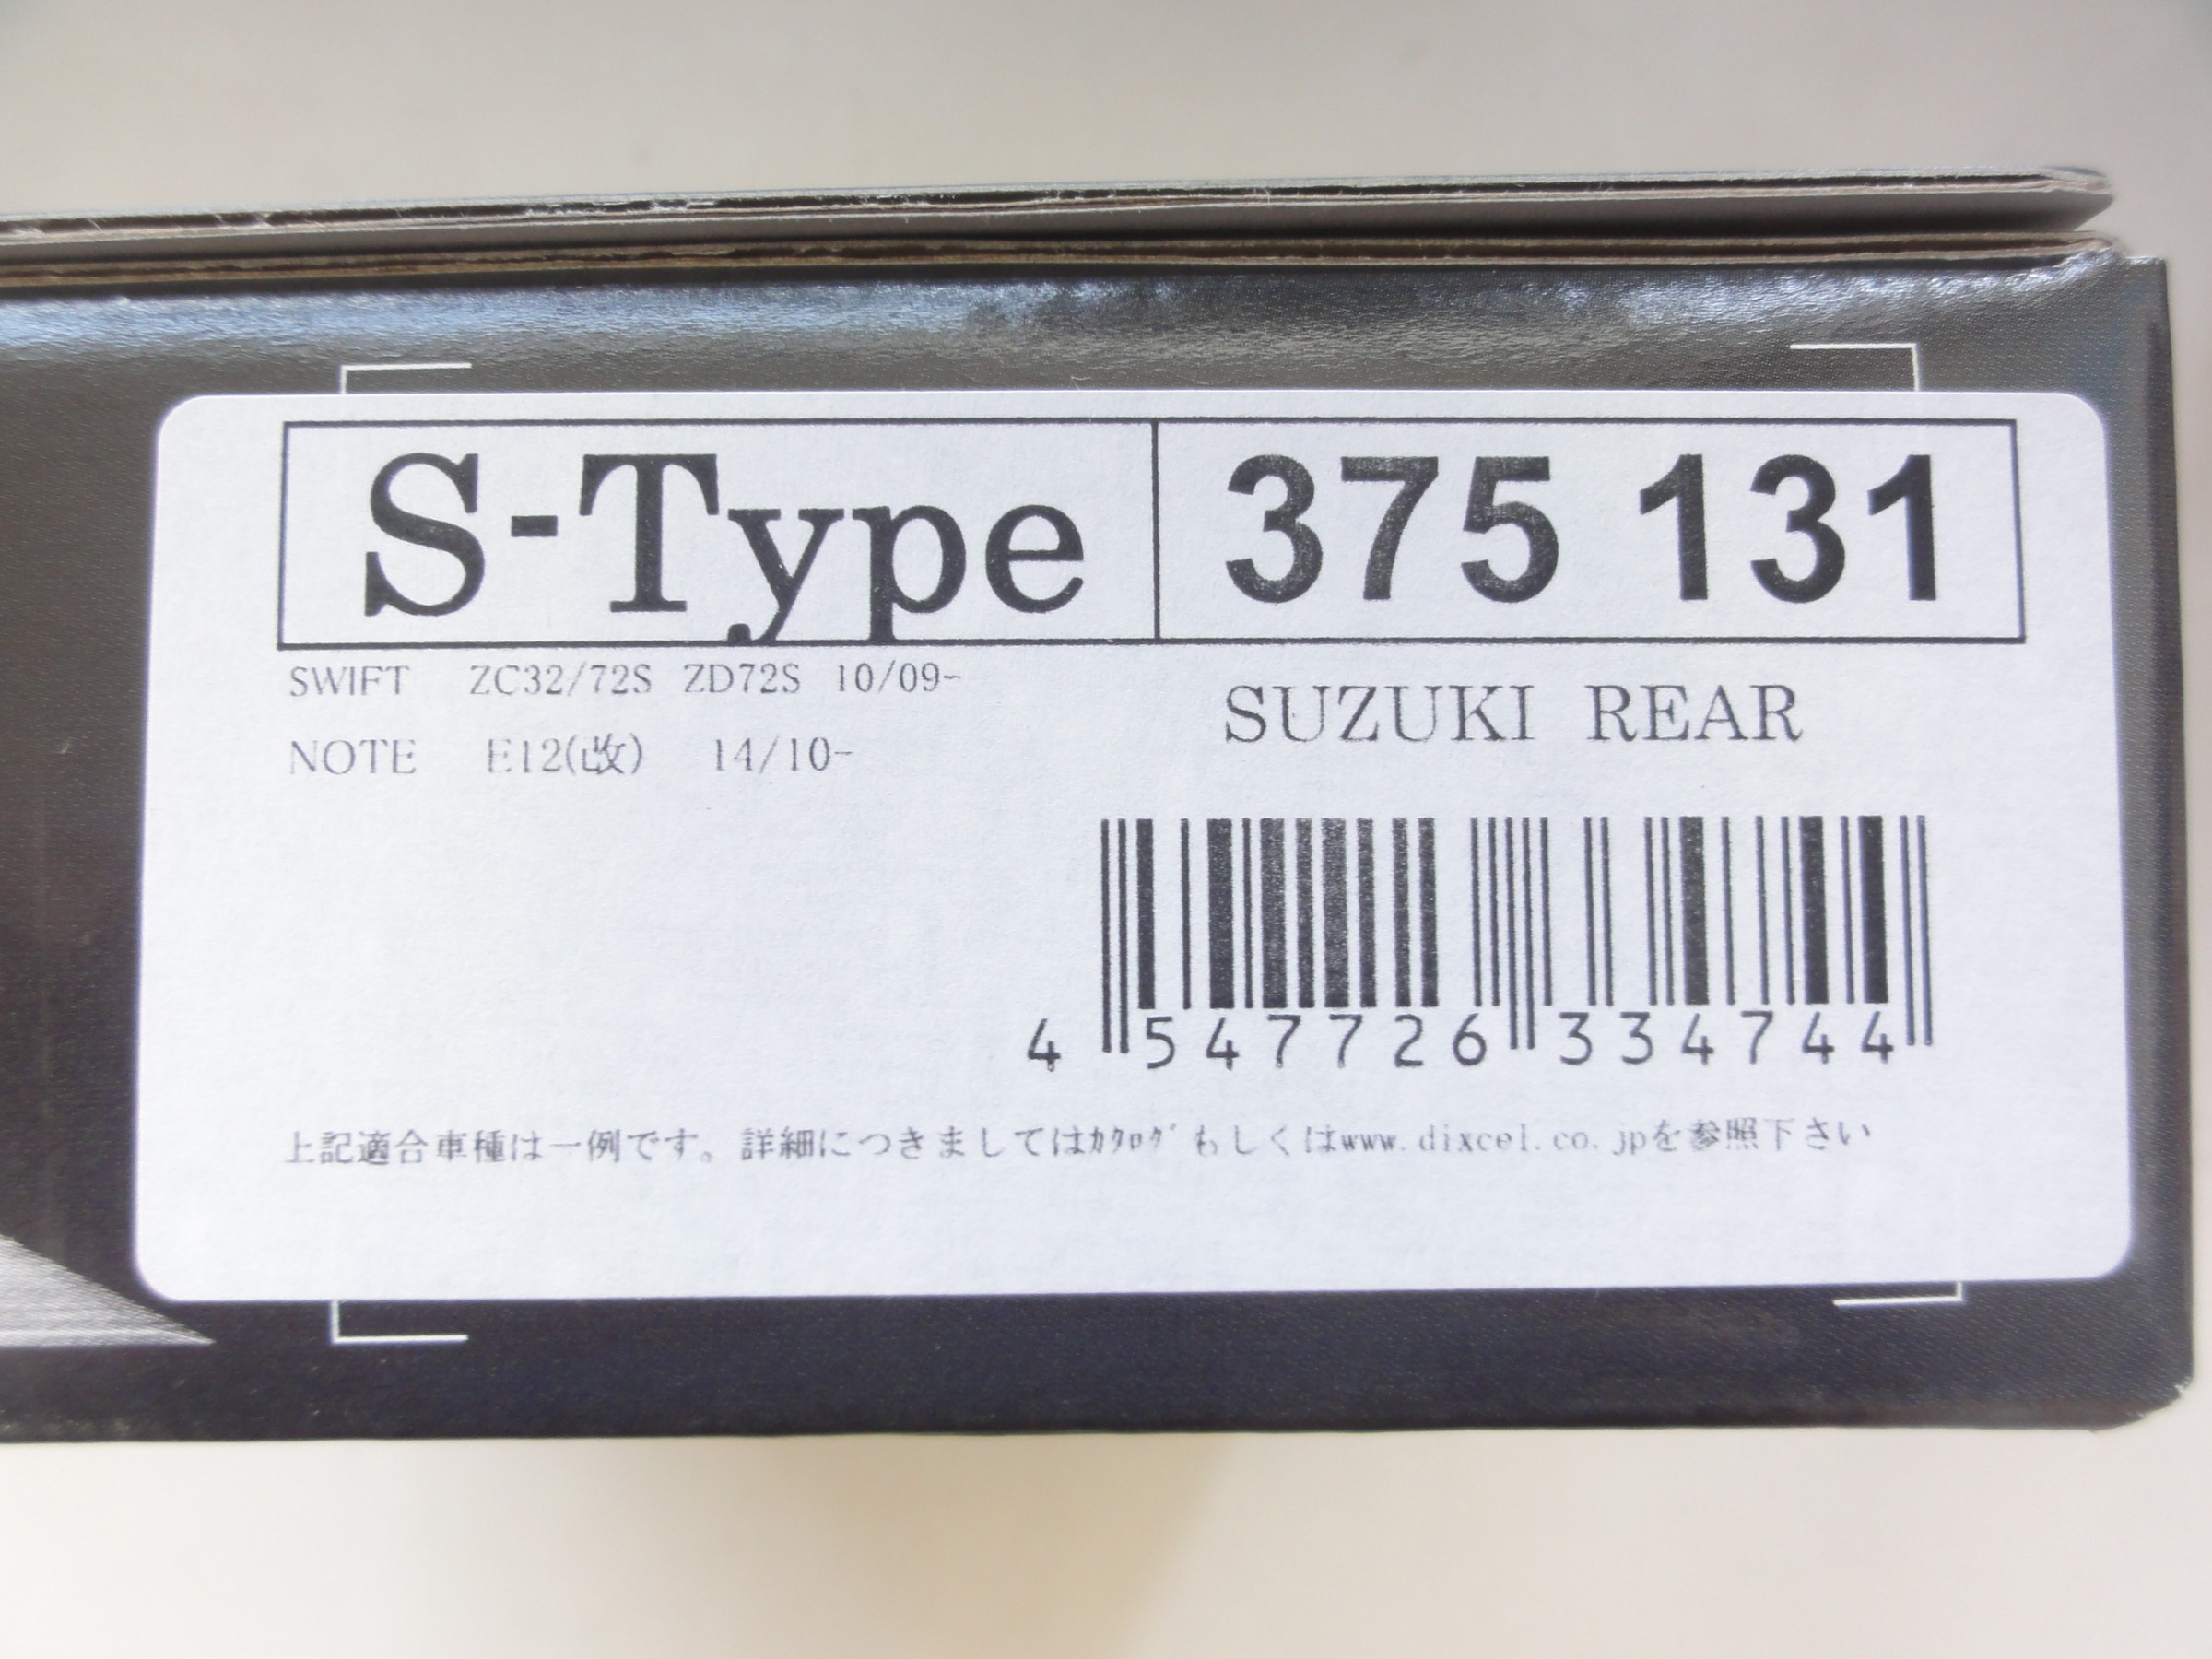 S-Type 375 131
SWIFT ZC32/72S ZD72S 10/09-
NOTE E12(改) 14/10-
SUZUKI REAR
4 547726 334744
上記適合車種は一例です。詳細につきましてはｶﾀﾛｸﾞもしくはwww.dixcel.co.jpを参照下さい